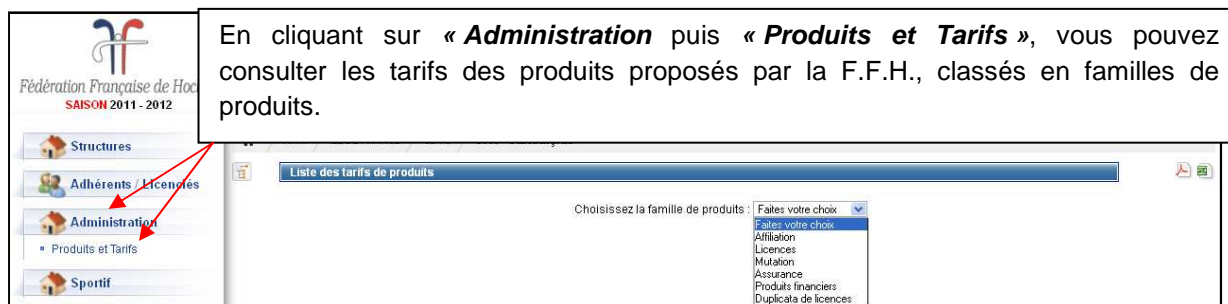 En cliquant sur « Administration puis « Produits et Tarifs », vous pouvez
consulter les tarifs des produits proposés par la F.F.H., classés en familles de
produits.
Fédération Française de Hoc
SAISON 2011 - 2012
Structures
Adhérents / Licenciés
Administration
Produits et Tarifs
Sportif
Liste des tarifs de produits
Choisissez la famille de produits : Faites votre choix
Faites votre choix
Affiliation
Licences
Mutation
Assurance
Produits financiers
Duplicata de licences